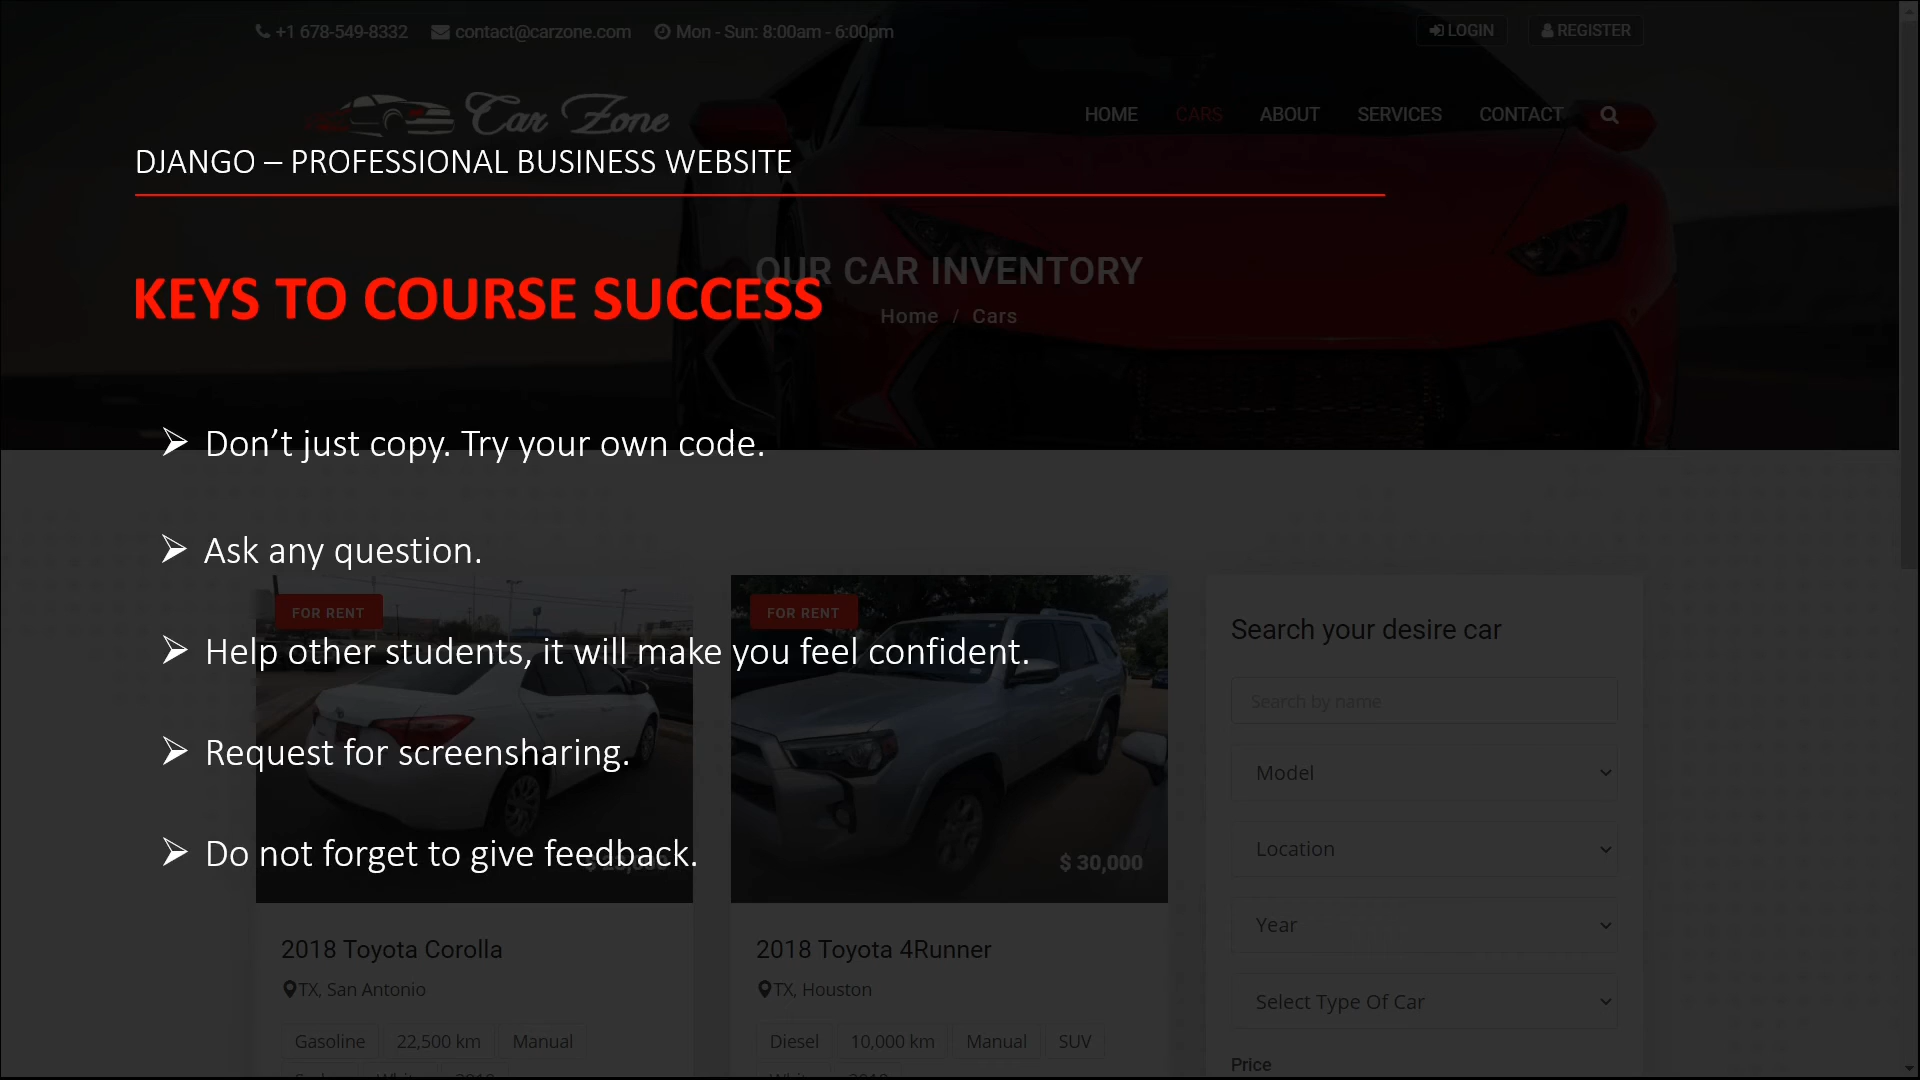 +1 678-549-8332 contact@carzone.com Mon - Sun: 8:00am - 6:00pm LOGIN REGISTER
Car Zone HOME CARS ABOUT SERVICES CONTACT
DJANGO – PROFESSIONAL BUSINESS WEBSITE
OUR CAR INVENTORY
KEYS TO COURSE SUCCESS
Home / Cars
➢ Don’t just copy. Try your own code.
➢ Ask any question.
FOR RENT FOR RENT
Search your desire car
➢ Help other students, it will make you feel confident.
Search by name
➢ Request for screensharing.
Model
Location
➢ Do not forget to give feedback.
$ 30,000
Year
2018 Toyota Corolla 2018 Toyota 4Runner
TX, San Antonio TX, Houston
Select Type Of Car
Gasoline 22,500 km Manual Diesel 10,000 km Manual SUV
Price